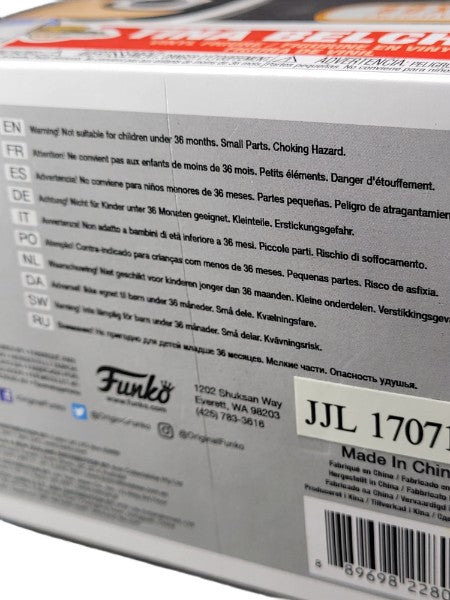 TINA BELCH
VINYL FIGURE / FIGURINE EN VINY
EN Warning! Not suitable for children under 36 months. Small Parts. Choking Hazard.
FR Attention! Ne convient pas aux enfants de moins de 36 mois. Petits éléments. Danger d'étouffement.
ES Advertencia! No conviene para niños menores de 36 meses. Partes pequeñas. Peligro de atragantamien
DE Achtung! Nicht für Kinder unter 36 Monaten geeignet. Kleinteile. Erstickungsgefahr.
IT Avvertenza! Non adatto a bambini di età inferiore a 36 mesi. Piccole parti. Rischio di soffocamento.
PO Atenção! Contra-indicado para crianças com menos de 36 meses. Pequenas partes. Risco de asfixia.
NL Waarschuwing! Niet geschikt voor kinderen jonger dan 36 maanden. Kleine onderdelen. Verstikkingsgeva
DA Advarsel! Ikke egnet til børn under 36 måneder. Små dele. Kvælningsfare.
SW Varning! Inte lämplig för barn under 36 månader. Små delar. Kvävningsrisk.
RU Внимание! Не пригодно для детей младше 36 месяцев. Мелкие части. Опасность удушья.
Funko
www.funko.com
1202 Shuksan Way
Everett, WA 98203
(425) 783-3616
@OriginalFunko
@OriginalFunko
JJL 17071
Made In Chin
Fabriqué en Chine / Fabricado en
Hergestellt in China / Fabbricato
Fabricado na China / Vervaardigd
Produceret i Kina / Tillverkad i Kina /
8 89698 2280